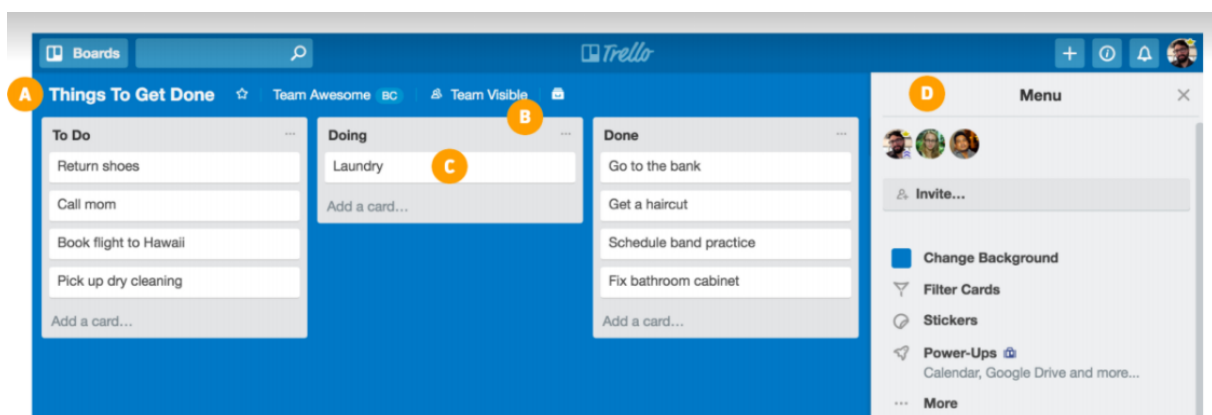 Boards
Trello
A
Things To Get Done
Team Awesome BC
Team Visible
B
D
Menu
To Do
Return shoes
Call mom
Book flight to Hawaii
Pick up dry cleaning
Add a card...
Doing
Laundry
C
Add a card...
Done
Go to the bank
Get a haircut
Schedule band practice
Fix bathroom cabinet
Add a card...
Invite...
Change Background
Filter Cards
Stickers
Power-Ups
Calendar, Google Drive and more...
More